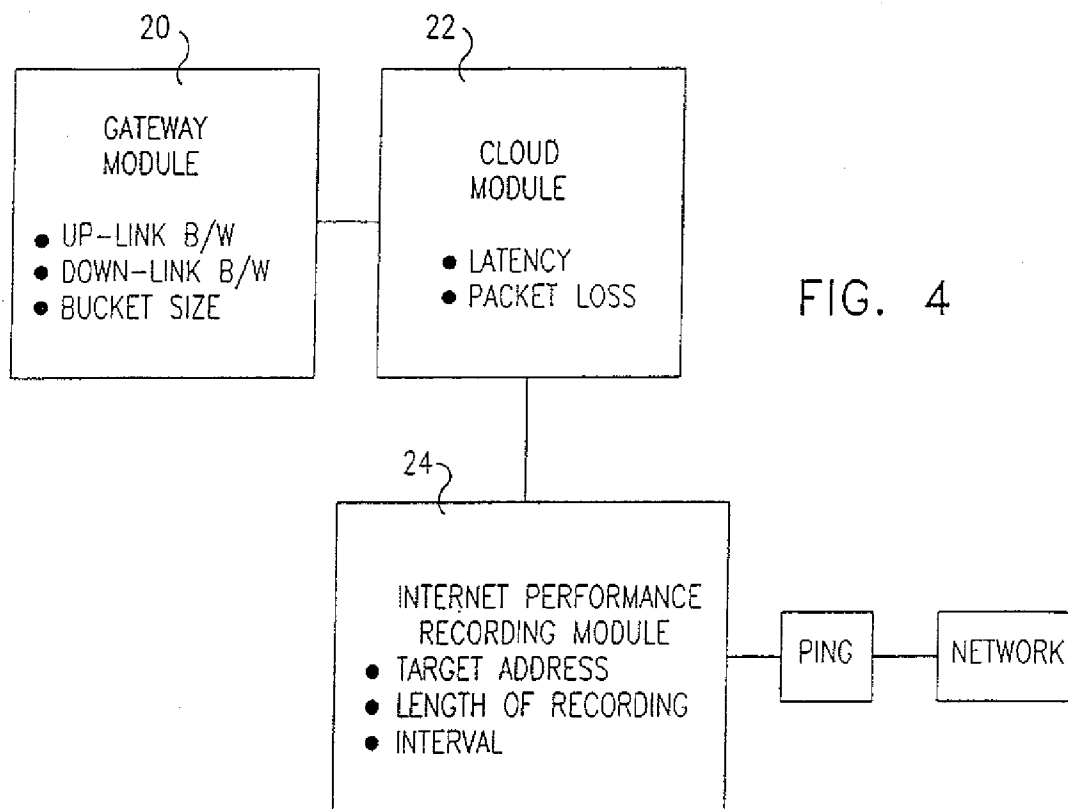 20
22
GATEWAY
MODULE
● UP-LINK B/W
● DOWN-LINK B/W
● BUCKET SIZE
CLOUD
MODULE
● LATENCY
● PACKET LOSS
FIG. 4
24
INTERNET PERFORMANCE
RECORDING MODULE
● TARGET ADDRESS
● LENGTH OF RECORDING
● INTERVAL
PING
NETWORK